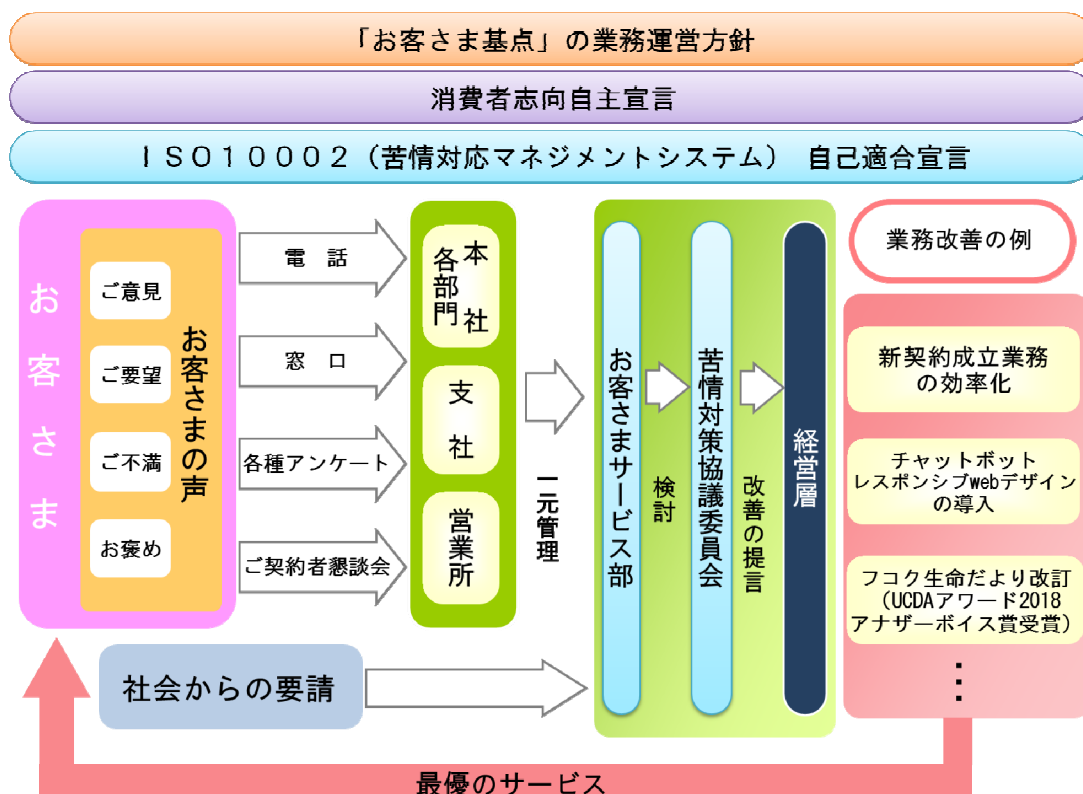 「お客さま基点」の業務運営方針
消費者志向自主宣言
ＩＳＯ１０００２（苦情対応マネジメントシステム）　自己適合宣言
お客さま
ご意見
ご要望
ご不満
お褒め
お客さまの声
電　話
窓　口
各種アンケート
ご契約者懇談会
本　社
各部門
支　社
営業所
一元管理
お客さまサービス部
検討
苦情対策協議委員会
改善の提言
経営層
業務改善の例
新契約成立業務
の効率化
チャットボット
レスポンシブwebデザイン
の導入
フコク生命だより改訂
（UCDAアワード2018
アナザーボイス賞受賞）
・・・
社会からの要請
最優のサービス